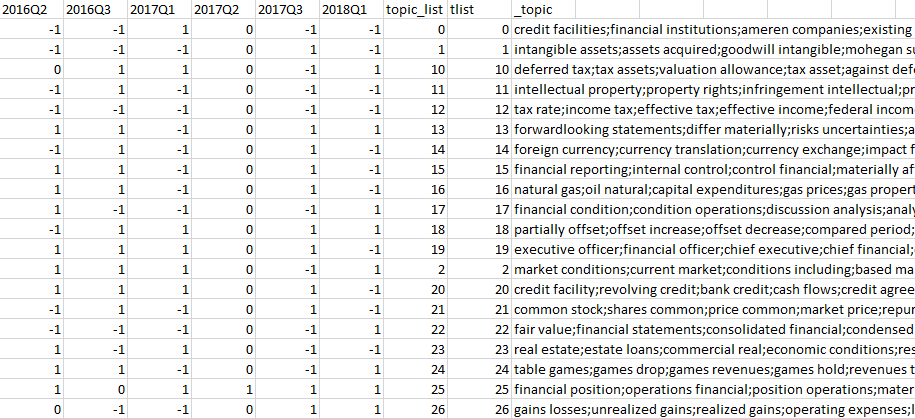 2016Q2 2016Q3 2017Q1 2017Q2 2017Q3 2018Q1 topic_list tlist _topic
-1 -1 1 0 -1 -1 0 0 credit facilities;financial institutions;ameren companies;existing
-1 -1 -1 0 -1 -1 1 1 intangible assets;assets acquired;goodwill intangible;mohegan su
0 1 1 0 -1 1 10 10 deferred tax;tax assets;valuation allowance;tax asset;against defe
-1 1 -1 0 -1 1 11 11 intellectual property;property rights;infringement intellectual;pr
-1 -1 -1 0 -1 -1 12 12 tax rate;income tax;effective tax;effective income;federal incom
1 1 -1 0 1 1 13 13 forwardlooking statements;differ materially;risks uncertainties;a
-1 1 -1 0 1 1 14 14 foreign currency;currency translation;currency exchange;impact f
1 1 -1 0 1 -1 15 15 financial reporting;internal control;control financial;materially af
1 1 -1 0 1 -1 16 16 natural gas;oil natural;capital expenditures;gas prices;gas propert
1 -1 -1 0 -1 1 17 17 financial condition;condition operations;discussion analysis;analy
-1 1 1 0 1 1 18 18 partially offset;offset increase;offset decrease;compared period;
1 1 1 0 1 -1 19 19 executive officer;financial officer;chief executive;chief financial;
1 1 1 0 -1 1 2 2 market conditions;current market;conditions including;based ma
1 1 1 0 1 -1 20 20 credit facility;revolving credit;bank credit;cash flows;credit agree
-1 1 1 0 -1 -1 21 21 common stock;shares common;price common;market price;repur
-1 -1 -1 0 1 -1 22 22 fair value;financial statements;consolidated financial;condensed
1 -1 1 0 1 -1 23 23 real estate;estate loans;commercial real;economic conditions;res
1 1 -1 0 -1 -1 24 24 table games;games drop;games revenues;games hold;revenues t
1 0 1 1 1 1 25 25 financial position;operations financial;position operations;mater
0 -1 -1 0 1 1 26 26 gains losses;unrealized gains;realized gains;operating expenses;l